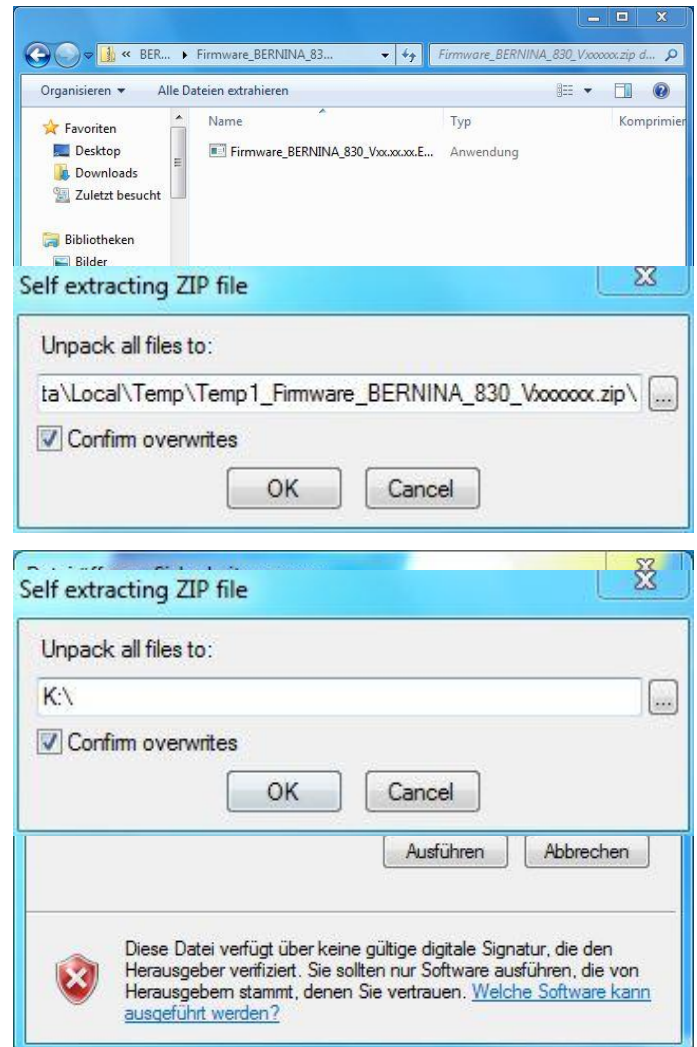 « BER... ▸ Firmware_BERNINA_83...
Firmware_BERNINA_830_Vxxxxxx.zip d...
Organisieren Alle Dateien extrahieren
Favoriten
Desktop
Downloads
Zuletzt besucht
Bibliotheken
Bilder
Name Typ Komprimier
Firmware_BERNINA_830_Vxx.xx.xx.E... Anwendung
Self extracting ZIP file
Unpack all files to:
ta\Local\Temp\Temp1_Firmware_BERNINA_830_Vxxxxxx.zip\ ...
Confirm overwrites
OK Cancel
Self extracting ZIP file
Unpack all files to:
K:\ ...
Confirm overwrites
OK Cancel
Ausführen Abbrechen
Diese Datei verfügt über keine gültige digitale Signatur, die den
Herausgeber verifiziert. Sie sollten nur Software ausführen, die von
Herausgebern stammt, denen Sie vertrauen. Welche Software kann
ausgeführt werden?